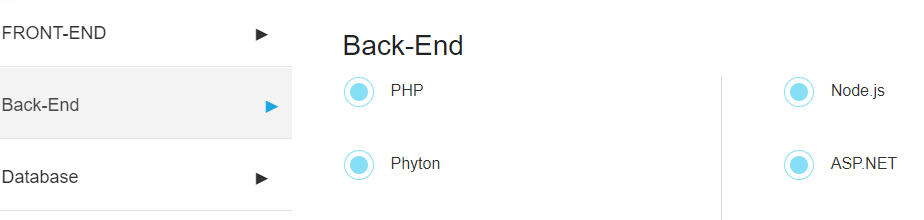 FRONT-END
Back-End
Database
Back-End
PHP
Node.js
Phyton
ASP.NET